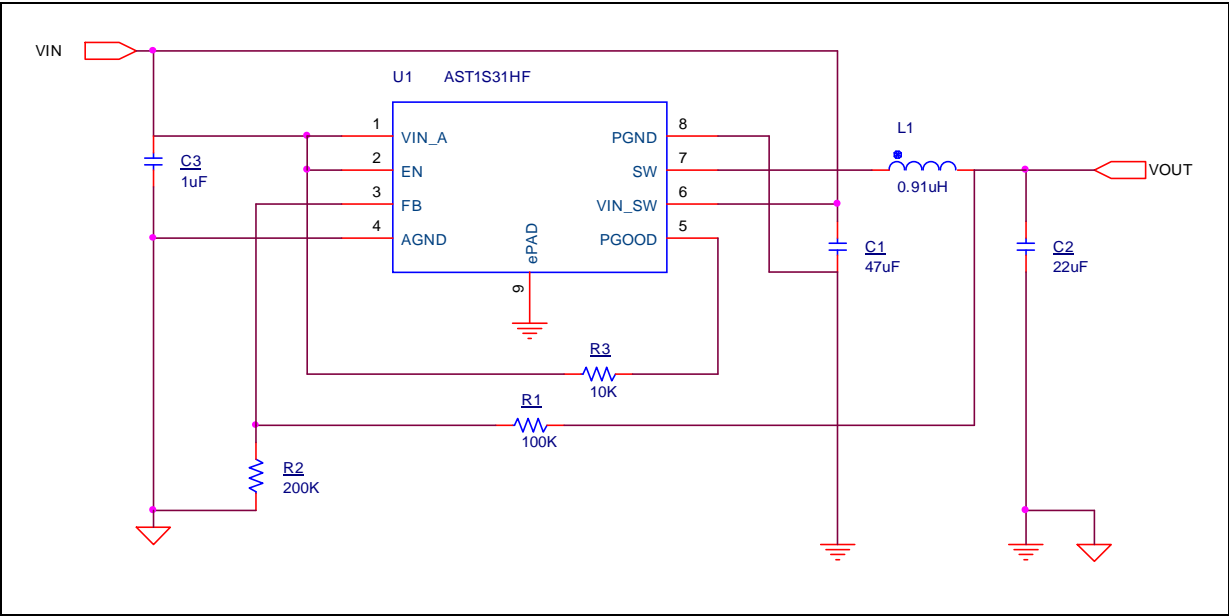 VIN
U1 AST1S31HF
1 VIN_A
2 EN
3 FB
4 AGND
PGND 8
SW 7
VIN_SW 6
PGOOD 5
ePAD
9
C3
1uF
L1
0.91uH
VOUT
C1
47uF
C2
22uF
R3
10K
R1
100K
R2
200K